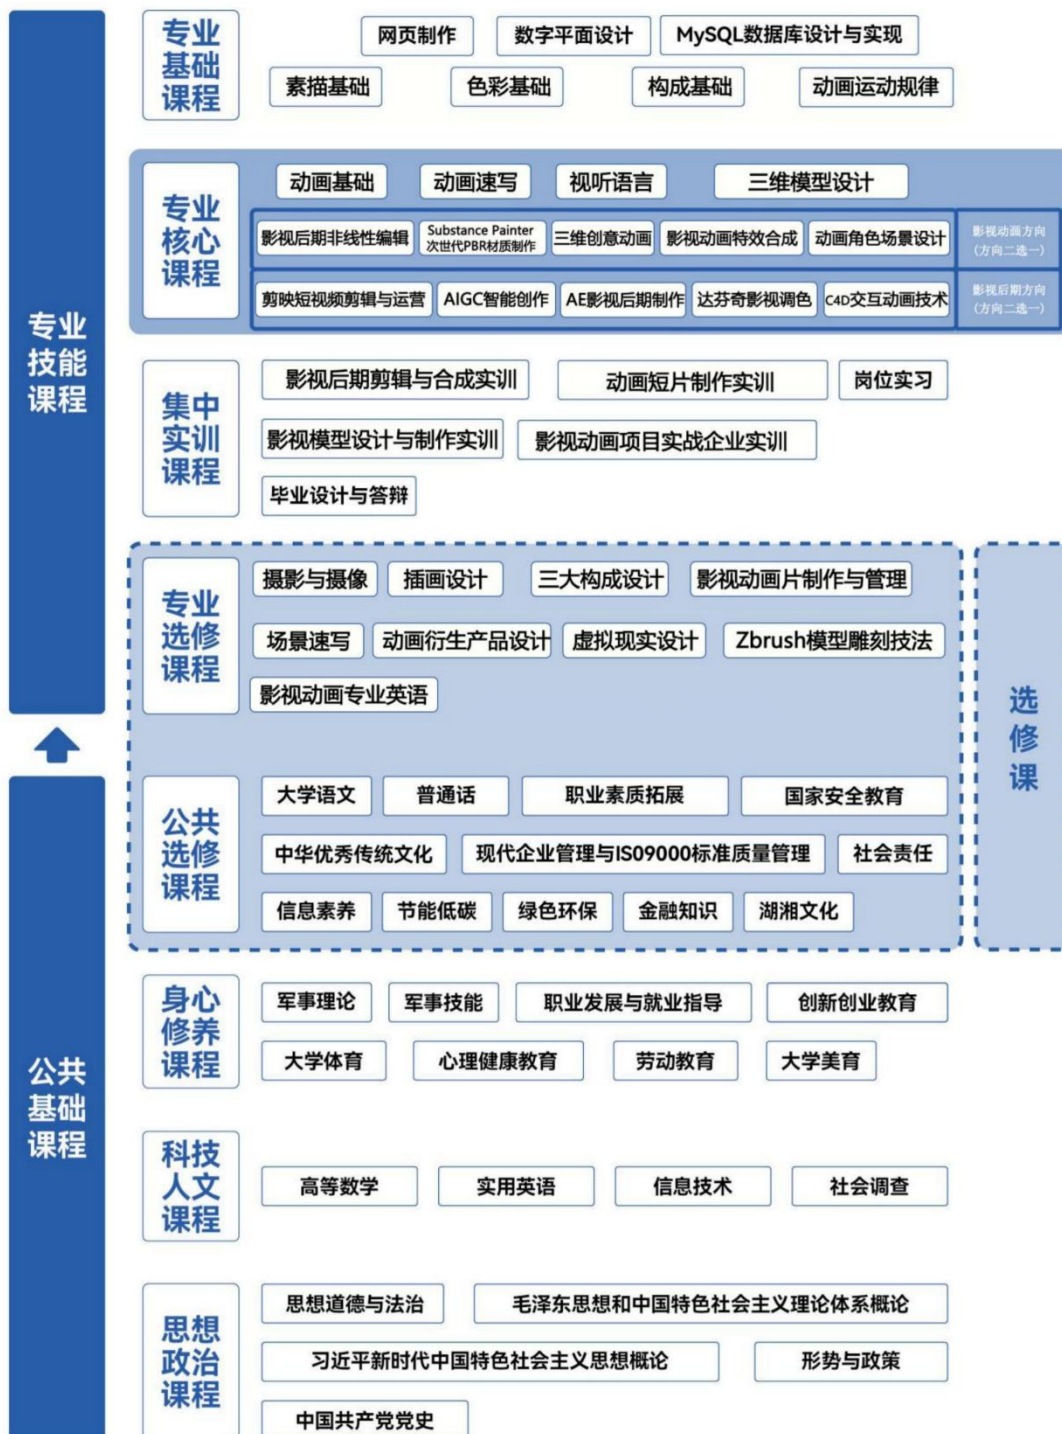 专业技能课程
专业基础课程
网页制作
数字平面设计
MySQL数据库设计与实现
素描基础
色彩基础
构成基础
动画运动规律
专业核心课程
动画基础
动画速写
视听语言
三维模型设计
影视后期非线性编辑
Substance Painter
次世代PBR材质制作
三维创意动画
影视动画特效合成
动画角色场景设计
影视动画方向
(方向二选一)
剪映短视频剪辑与运营
AIGC智能创作
AE影视后期制作
达芬奇影视调色
C4D交互动画技术
影视后期方向
(方向二选一)
集中实训课程
影视后期剪辑与合成实训
动画短片制作实训
岗位实习
影视模型设计与制作实训
影视动画项目实战企业实训
毕业设计与答辩
专业选修课程
摄影与摄像
插画设计
三大构成设计
影视动画片制作与管理
场景速写
动画衍生产品设计
虚拟现实设计
Zbrush模型雕刻技法
影视动画专业英语
选修课
公共基础课程
公共选修课程
大学语文
普通话
职业素质拓展
国家安全教育
中华优秀传统文化
现代企业管理与IS09000标准质量管理
社会责任
信息素养
节能低碳
绿色环保
金融知识
湖湘文化
身心修养课程
军事理论
军事技能
职业发展与就业指导
创新创业教育
大学体育
心理健康教育
劳动教育
大学美育
科技人文课程
高等数学
实用英语
信息技术
社会调查
思想政治课程
思想道德与法治
毛泽东思想和中国特色社会主义理论体系概论
习近平新时代中国特色社会主义思想概论
形势与政策
中国共产党党史